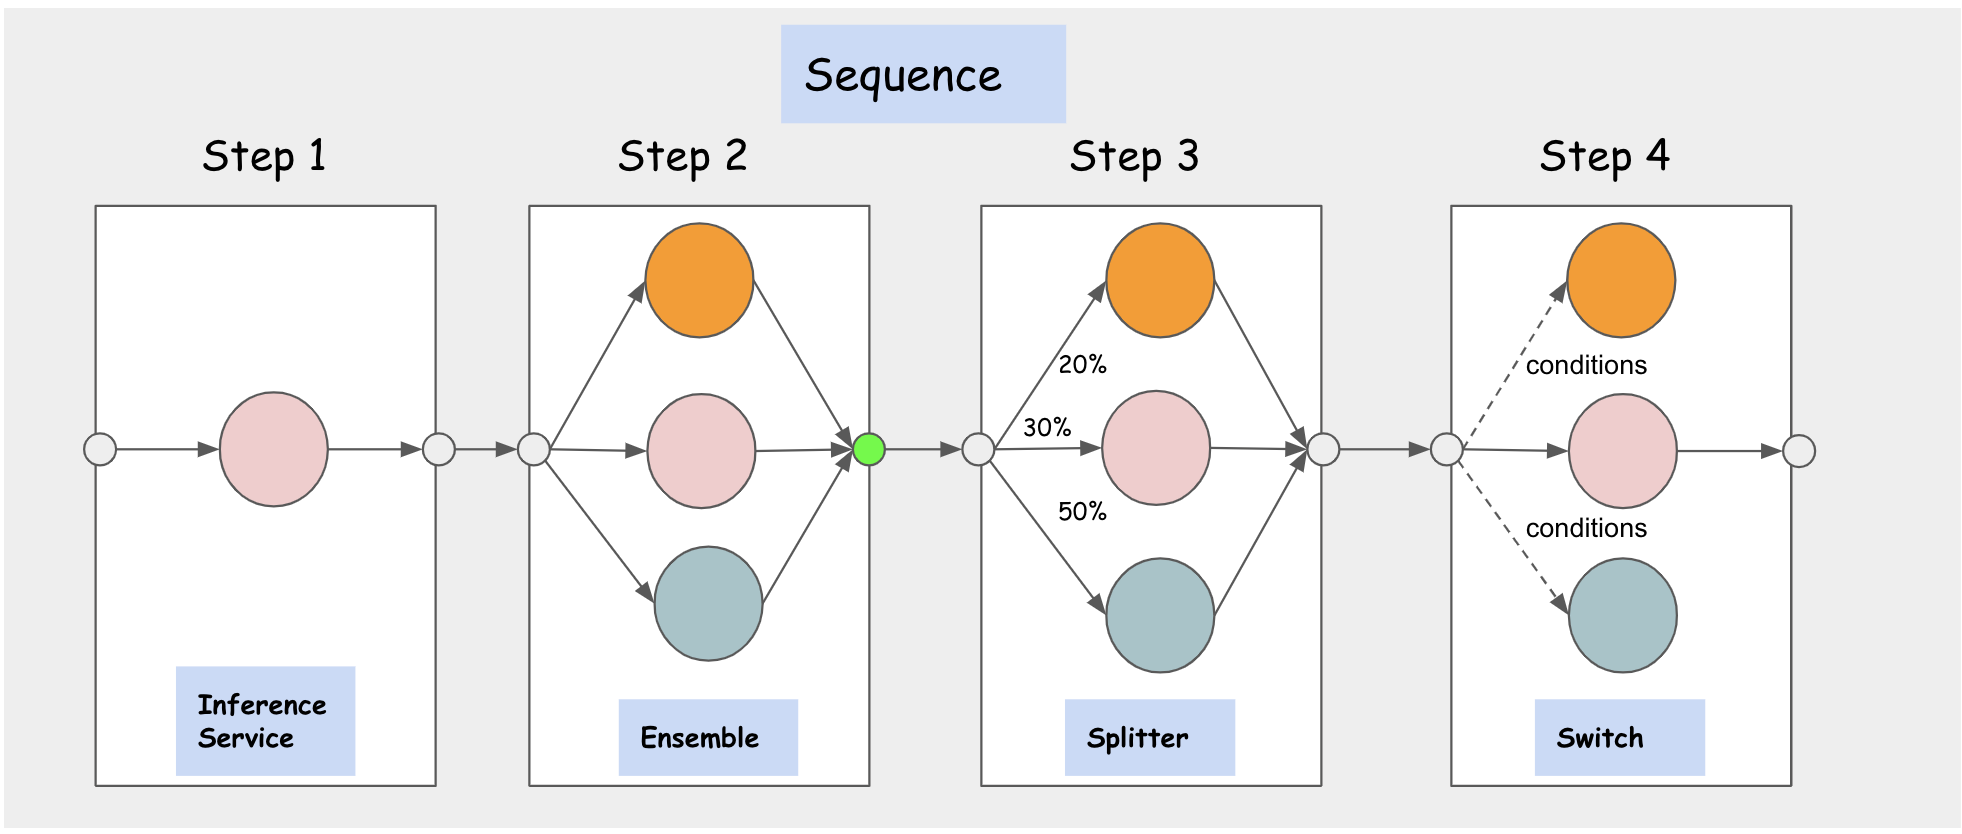 Sequence
Step 1
Step 2
Step 3
Step 4
20%
30%
50%
conditions
conditions
Inference
Service
Ensemble
Splitter
Switch